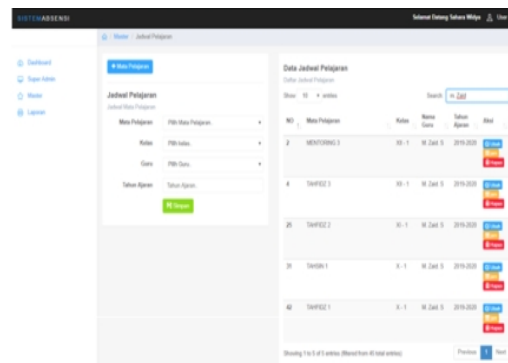 SISTEMABSENSI
Selamat Datang Sahara Widya
User
Master / Jadwal Pelajaran
Dashboard
Super Admin
Master
Laporan
+ Mata Pelajaran
Jadwal Pelajaran
Jadwal Mata Pelajaran
Mata Pelajaran
Pilih Mata Pelajaran..
Kelas
Pilih kelas..
Guru
Pilih Guru..
Tahun Ajaran
Tahun Ajaran..
Simpan
Data Jadwal Pelajaran
Daftar Jadwal Pelajaran
Show 10 entries
Search: m. Zaid
NO Mata Pelajaran Kelas Nama Guru Tahun Ajaran Aksi
2 MENTORING 3 XII - 1 M. Zaid. S 2019-2020
4 TAHFIDZ 3 XII - 1 M. Zaid. S 2019-2020
25 TAHFIDZ 2 XI - 1 M. Zaid. S 2019-2020
31 TAHSIN 1 X - 1 M. Zaid. S 2019-2020
42 TAHFIDZ 1 X - 1 M. Zaid. S 2019-2020
Showing 1 to 5 of 5 entries (filtered from 43 total entries)
Previous 1 Next